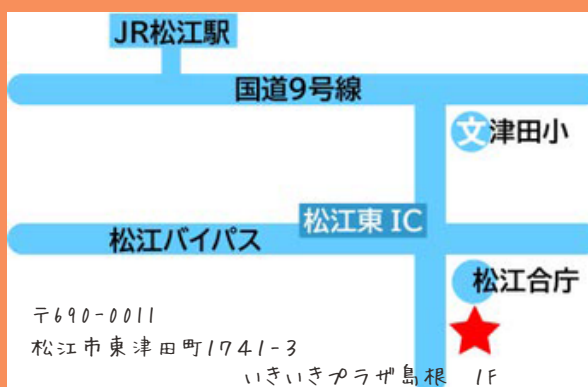 JR松江駅
国道9号線
文津田小
松江東 IC
松江バイパス
松江合庁
〒690-0011
松江市東津田町1741-3
いきいきプラザ島根 1F